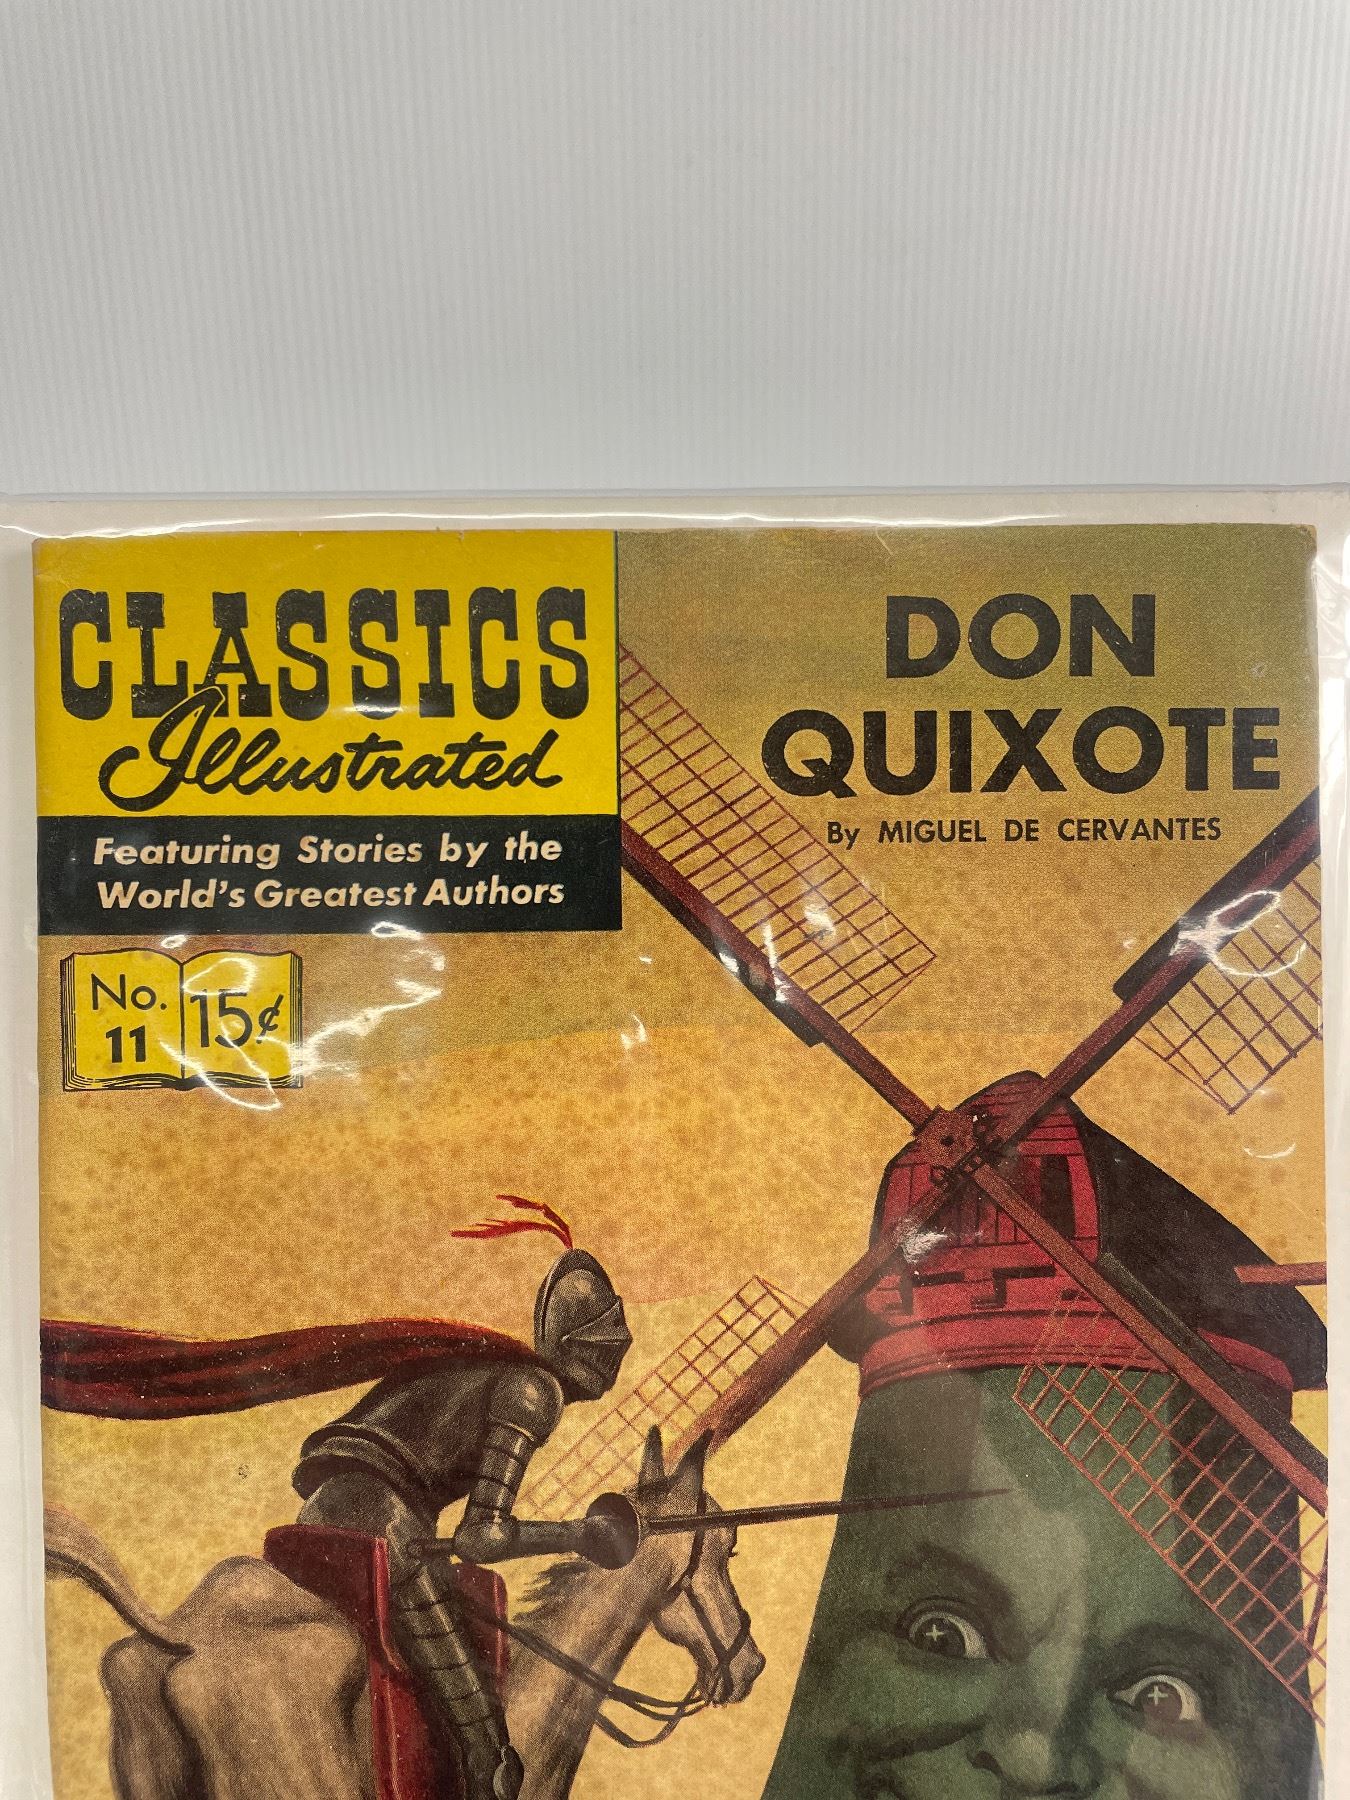 CLASSICS
Illustrated
Featuring Stories by the
World's Greatest Authors
No.
11
15¢
DON
QUIXOTE
By MIGUEL DE CERVANTES